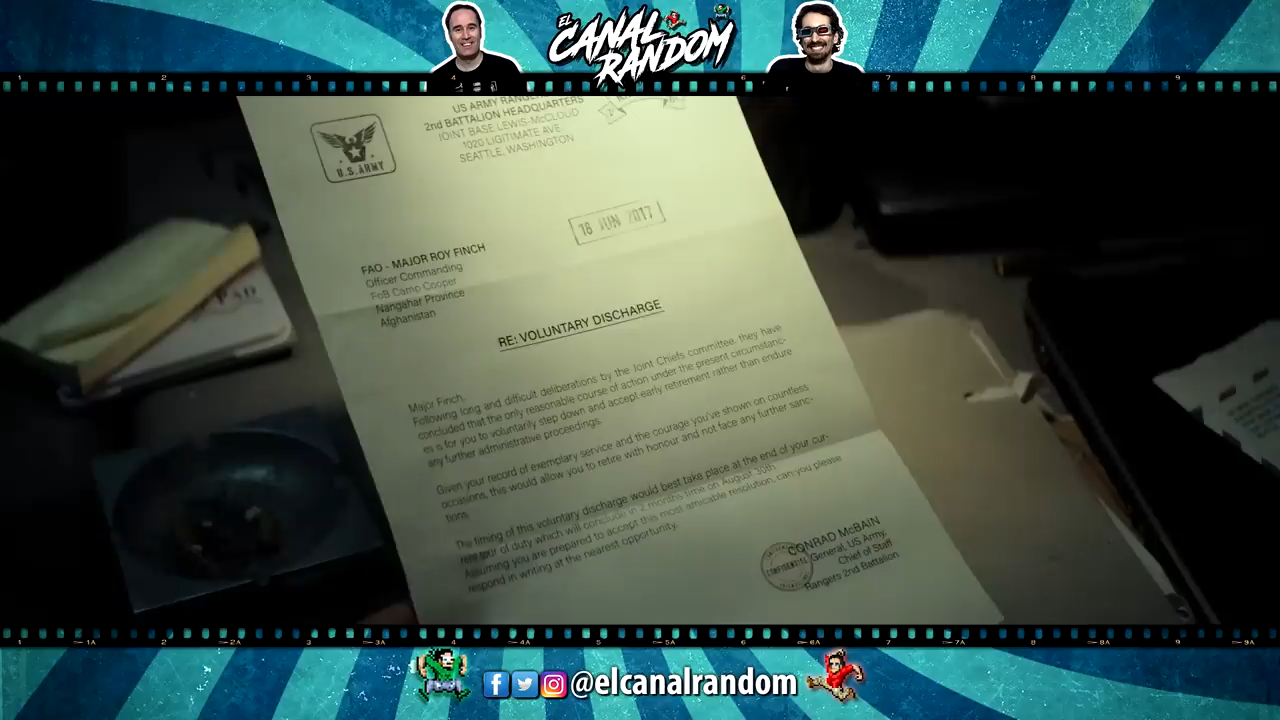 EL
CANAL
RANDOM
US ARMY RANGERS
2nd BATTALION HEADQUARTERS
JOINT BASE LEWIS-McCLOUD
1020 LIGITIMATE AVE
SEATTLE, WASHINGTON
U.S.ARMY
18 JUN 2017
FAO - MAJOR ROY FINCH
Officer Commanding
FoB Camp Cooper
Nangahar Province
Afghanistan
RE: VOLUNTARY DISCHARGE
Major Finch,
Following long and difficult deliberations by the Joint Chiefs committee, they have
concluded that the only reasonable course of action under the present circumstanc-
es is for you to voluntarily step down and accept early retirement rather than endure
any further administrative proceedings.
Given your record of exemplary service and the courage you've shown on countless
occasions, this would allow you to retire with honour and not face any further sanc-
tions.
The timing of this voluntary discharge would best take place at the end of your cur-
rent tour of duty which will conclude in 2 months time on August 30th
Assuming you are prepared to accept this most amicable resolution, can you please
respond in writing at the nearest opportunity.
CONFIDENTIAL
CONRAD McBAIN
General, US Army,
Chief of Staff
Rangers 2nd Battalion
@elcanalrandom